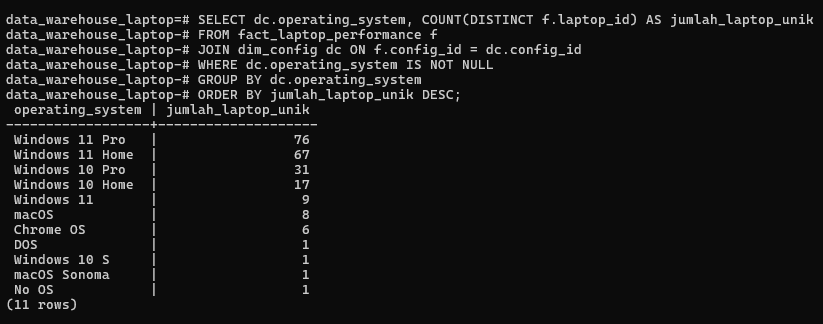 data_warehouse_laptop=# SELECT dc.operating_system, COUNT(DISTINCT f.laptop_id) AS jumlah_laptop_unik
data_warehouse_laptop-# FROM fact_laptop_performance f
data_warehouse_laptop-# JOIN dim_config dc ON f.config_id = dc.config_id
data_warehouse_laptop-# WHERE dc.operating_system IS NOT NULL
data_warehouse_laptop-# GROUP BY dc.operating_system
data_warehouse_laptop-# ORDER BY jumlah_laptop_unik DESC;
 operating_system | jumlah_laptop_unik
------------------+--------------------
 Windows 11 Pro   |                 76
 Windows 11 Home  |                 67
 Windows 10 Pro   |                 31
 Windows 10 Home  |                 17
 Windows 11       |                  9
 macOS            |                  8
 Chrome OS        |                  6
 DOS              |                  1
 Windows 10 S     |                  1
 macOS Sonoma     |                  1
 No OS            |                  1
(11 rows)